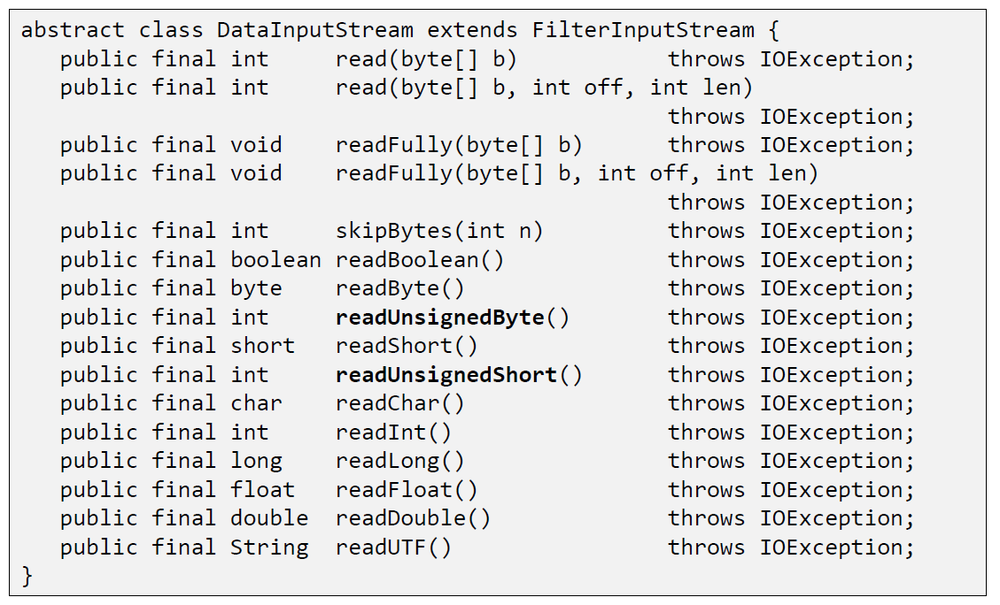 abstract class DataInputStream extends FilterInputStream {
   public final int     read(byte[] b)           throws IOException;
   public final int     read(byte[] b, int off, int len)
                                                 throws IOException;
   public final void    readFully(byte[] b)      throws IOException;
   public final void    readFully(byte[] b, int off, int len)
                                                 throws IOException;
   public final int     skipBytes(int n)         throws IOException;
   public final boolean readBoolean()            throws IOException;
   public final byte    readByte()               throws IOException;
   public final int     readUnsignedByte()       throws IOException;
   public final short   readShort()              throws IOException;
   public final int     readUnsignedShort()      throws IOException;
   public final char    readChar()               throws IOException;
   public final int     readInt()                throws IOException;
   public final long    readLong()               throws IOException;
   public final float   readFloat()              throws IOException;
   public final double  readDouble()             throws IOException;
   public final String  readUTF()                throws IOException;
}